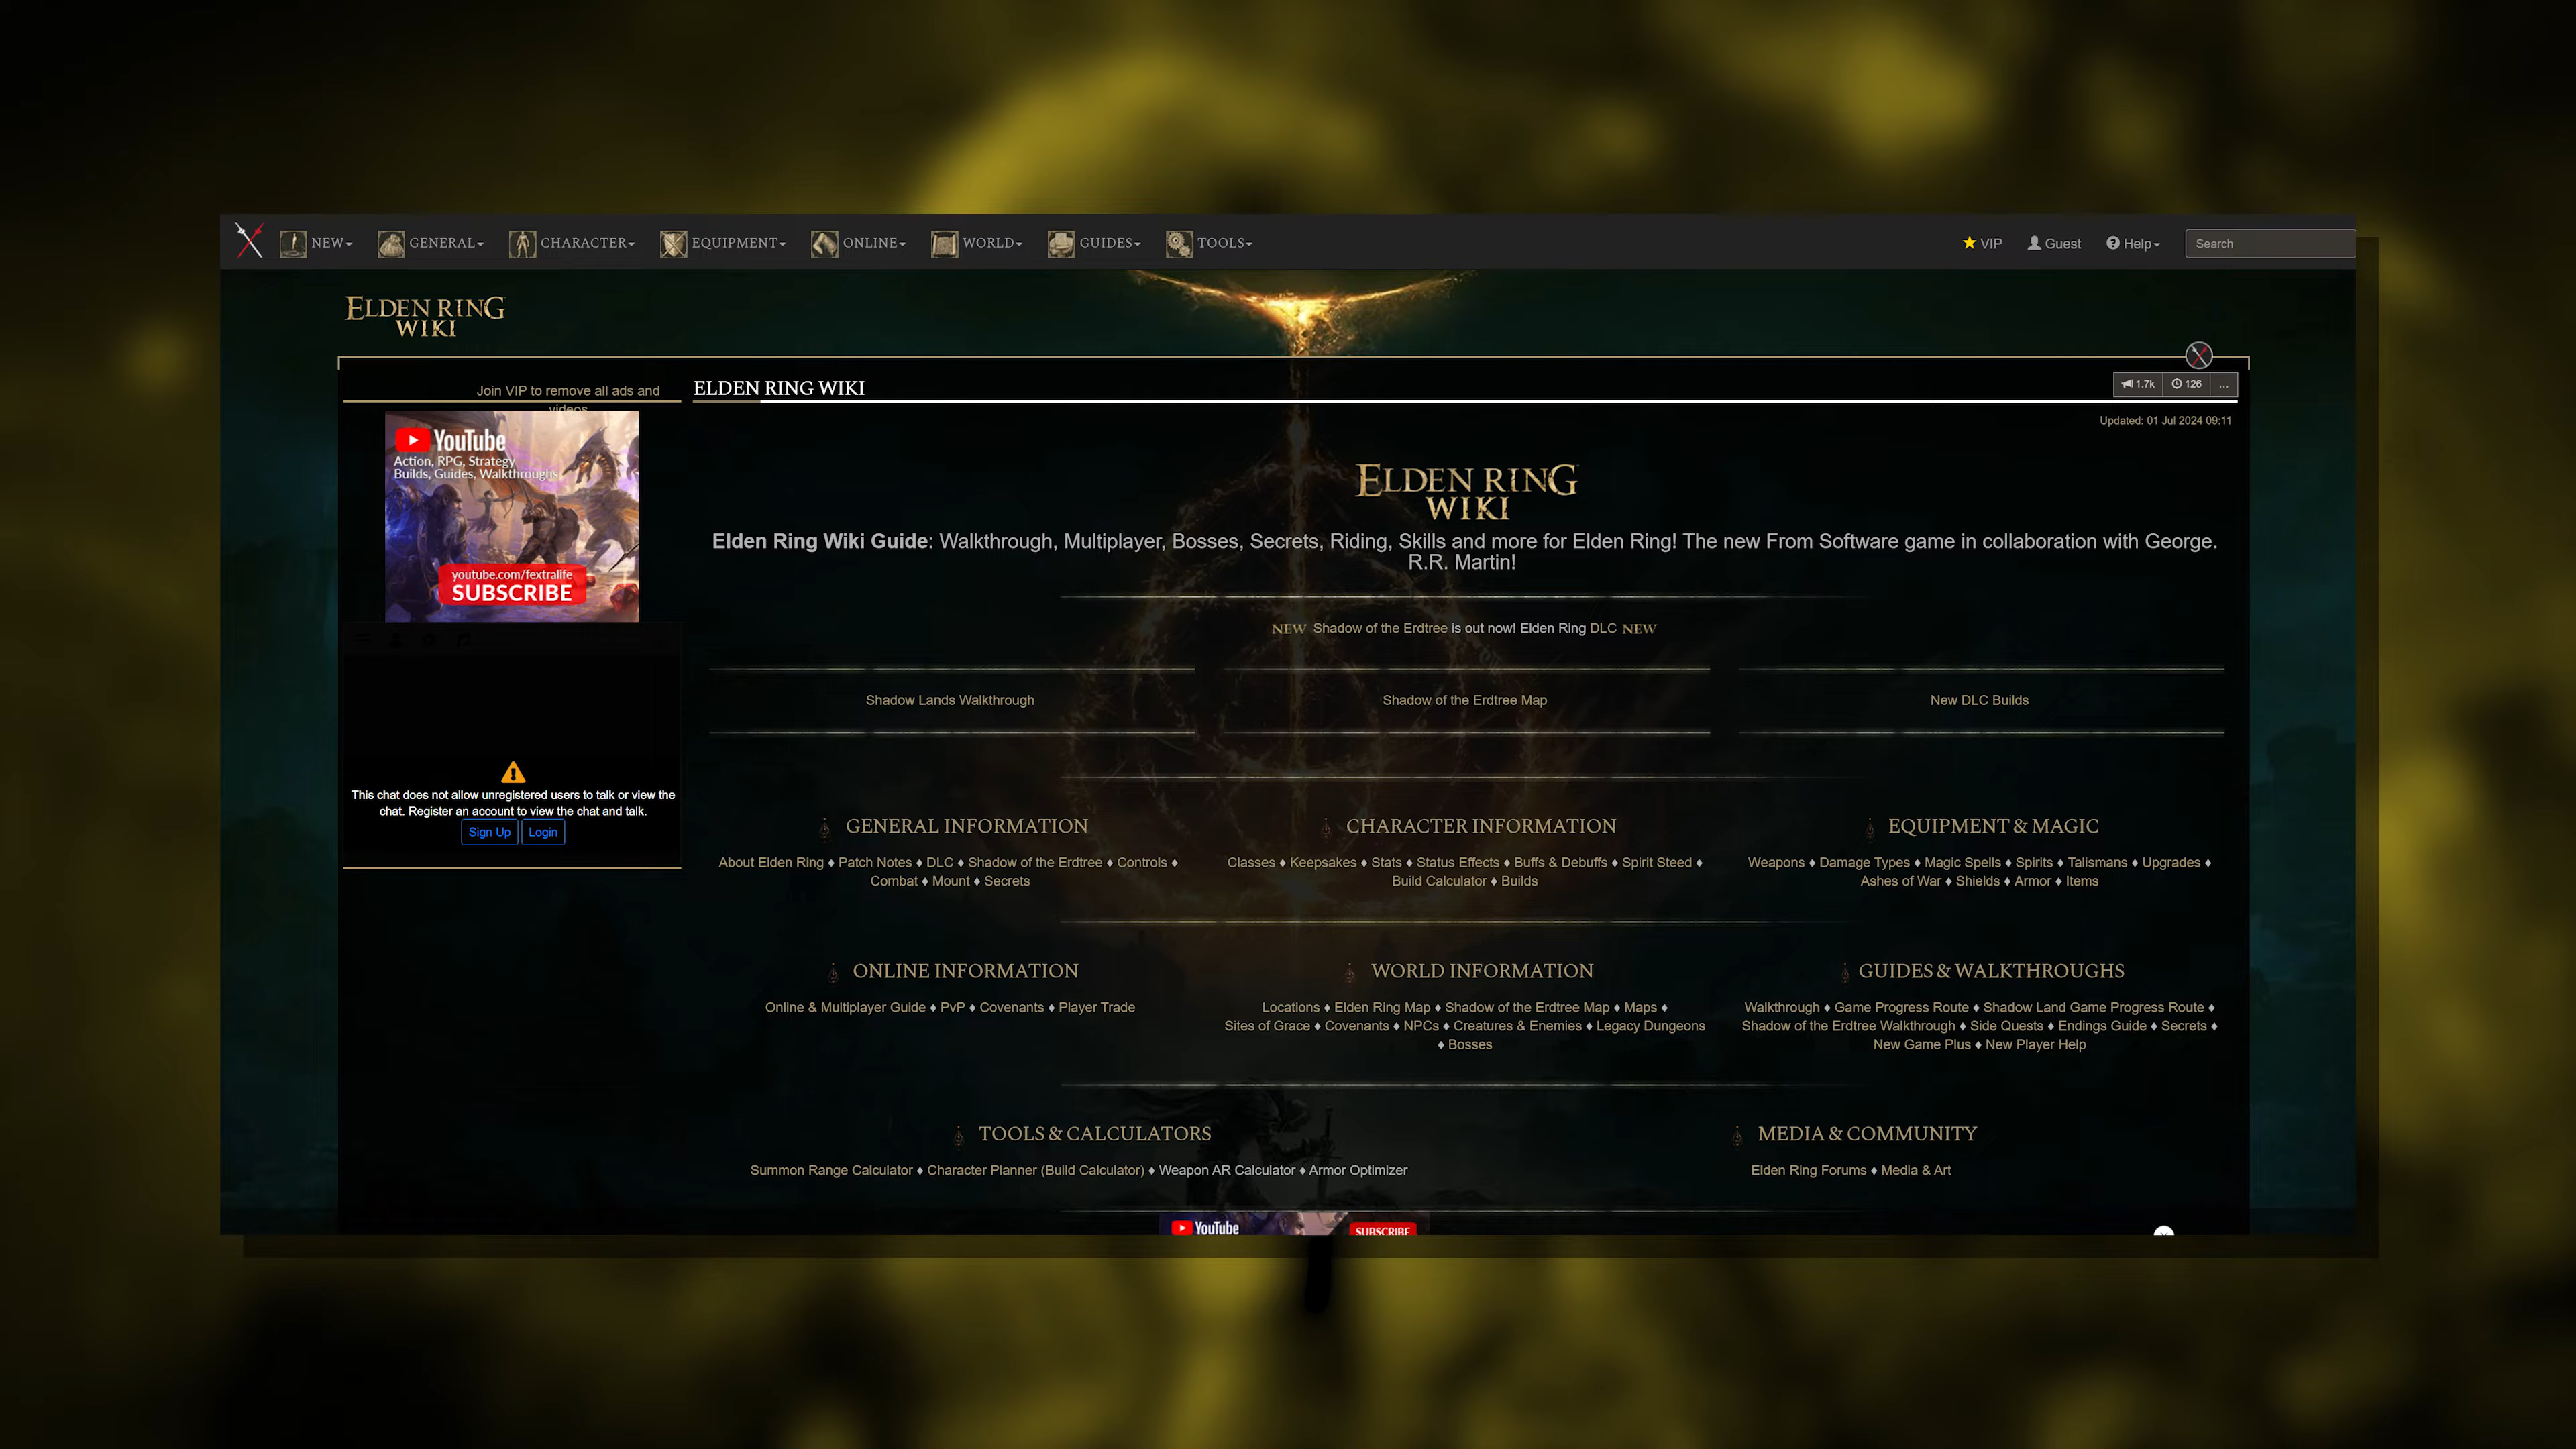 NEW GENERAL CHARACTER EQUIPMENT ONLINE WORLD GUIDES TOOLS VIP Guest Help Search
ELDEN RING
WIKI
Join VIP to remove all ads and
videos
YouTube
Action, RPG, Strategy
Builds, Guides, Walkthroughs
youtube.com/fextralife
SUBSCRIBE
This chat does not allow unregistered users to talk or view the
chat. Register an account to view the chat and talk.
Sign Up Login
ELDEN RING WIKI
1.7k 126 ...
Updated: 01 Jul 2024 09:11
ELDEN RING
WIKI
Elden Ring Wiki Guide: Walkthrough, Multiplayer, Bosses, Secrets, Riding, Skills and more for Elden Ring! The new From Software game in collaboration with George.
R.R. Martin!
NEW Shadow of the Erdtree is out now! Elden Ring DLC NEW
Shadow Lands Walkthrough
Shadow of the Erdtree Map
New DLC Builds
GENERAL INFORMATION
About Elden Ring ♦ Patch Notes ♦ DLC ♦ Shadow of the Erdtree ♦ Controls ♦
Combat ♦ Mount ♦ Secrets
CHARACTER INFORMATION
Classes ♦ Keepsakes ♦ Stats ♦ Status Effects ♦ Buffs & Debuffs ♦ Spirit Steed ♦
Build Calculator ♦ Builds
EQUIPMENT & MAGIC
Weapons ♦ Damage Types ♦ Magic Spells ♦ Spirits ♦ Talismans ♦ Upgrades ♦
Ashes of War ♦ Shields ♦ Armor ♦ Items
ONLINE INFORMATION
Online & Multiplayer Guide ♦ PvP ♦ Covenants ♦ Player Trade
WORLD INFORMATION
Locations ♦ Elden Ring Map ♦ Shadow of the Erdtree Map ♦ Maps ♦
Sites of Grace ♦ Covenants ♦ NPCs ♦ Creatures & Enemies ♦ Legacy Dungeons
♦ Bosses
GUIDES & WALKTHROUGHS
Walkthrough ♦ Game Progress Route ♦ Shadow Land Game Progress Route ♦
Shadow of the Erdtree Walkthrough ♦ Side Quests ♦ Endings Guide ♦ Secrets ♦
New Game Plus ♦ New Player Help
TOOLS & CALCULATORS
Summon Range Calculator ♦ Character Planner (Build Calculator) ♦ Weapon AR Calculator ♦ Armor Optimizer
MEDIA & COMMUNITY
Elden Ring Forums ♦ Media & Art
YouTube SUBSCRIBE